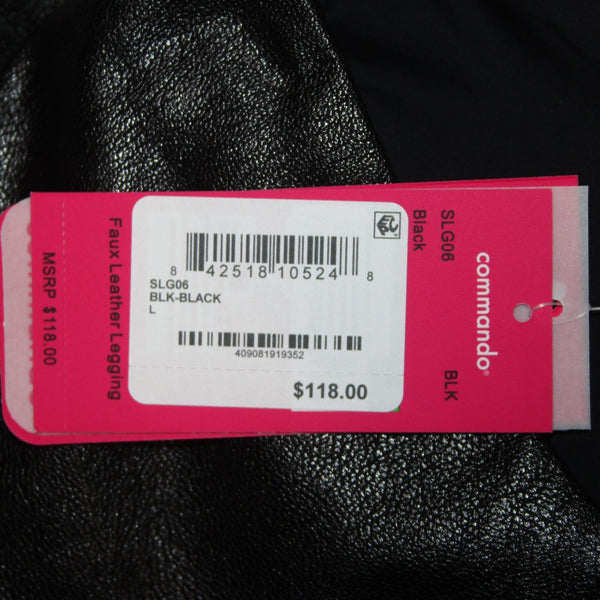 commando®
SLG06
BLK
Black
8 42518 10524 8
SLG06
BLK-BLACK
L
409081919352
$118.00
Faux Leather Legging
MSRP $118.00